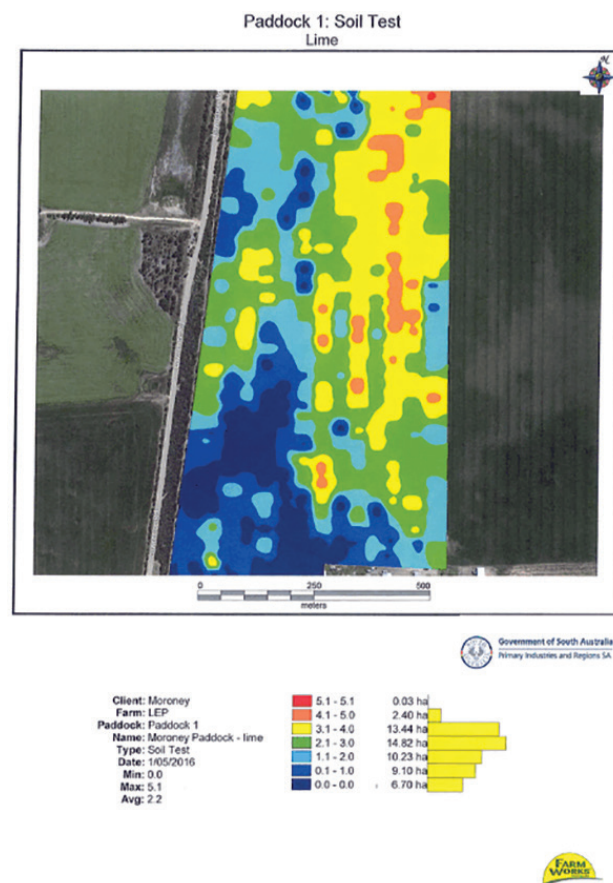 Paddock 1: Soil Test
Lime
N
0 250 500
meters
Government of South Australia
Primary Industries and Regions SA
Client: Moroney
Farm: LEP
Paddock: Paddock 1
Name: Moroney Paddock - lime
Type: Soil Test
Date: 1/05/2016
Min: 0.0
Max: 5.1
Avg: 2.2
5.1 - 5.1 0.03 ha
4.1 - 5.0 2.40 ha
3.1 - 4.0 13.44 ha
2.1 - 3.0 14.82 ha
1.1 - 2.0 10.23 ha
0.1 - 1.0 9.10 ha
0.0 - 0.0 6.70 ha
FARM
WORKS